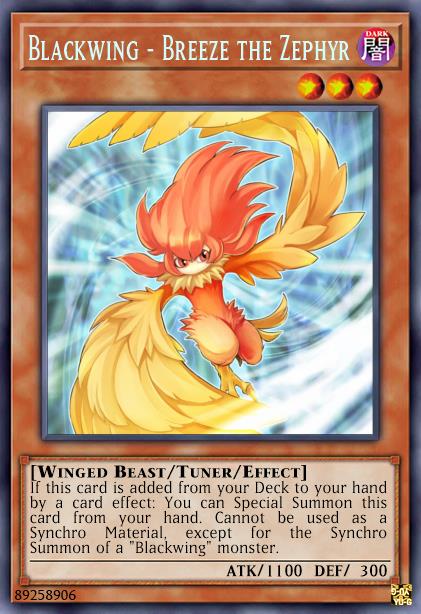 Blackwing - Breeze the Zephyr
DARK
闇
[Winged Beast/Tuner/Effect]
If this card is added from your Deck to your hand
by a card effect: You can Special Summon this
card from your hand. Cannot be used as a
Synchro Material, except for the Synchro
Summon of a "Blackwing" monster.
ATK/1100 DEF/ 300
89258906